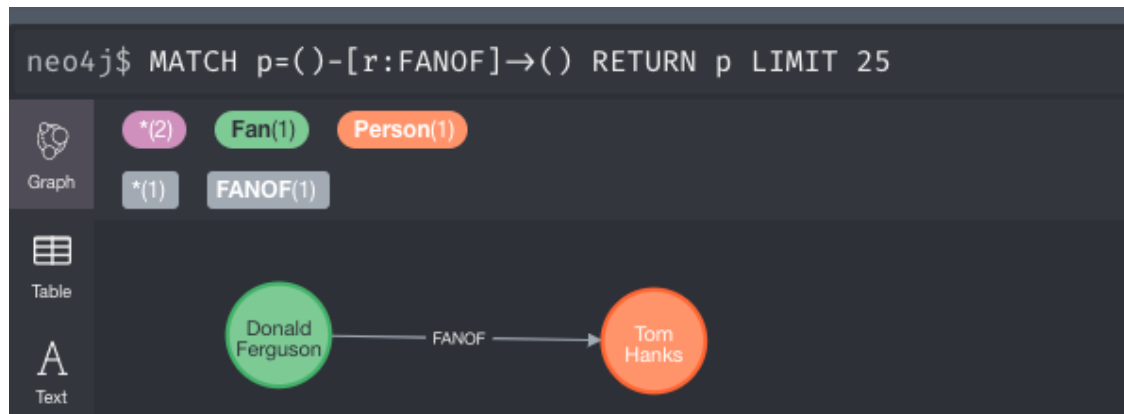 neo4j$ MATCH p=()-[r:FANOF]→() RETURN p LIMIT 25
*(2) Fan(1) Person(1)
Graph
*(1) FANOF(1)
Table
Donald
Ferguson
FANOF
Tom
Hanks
A
Text